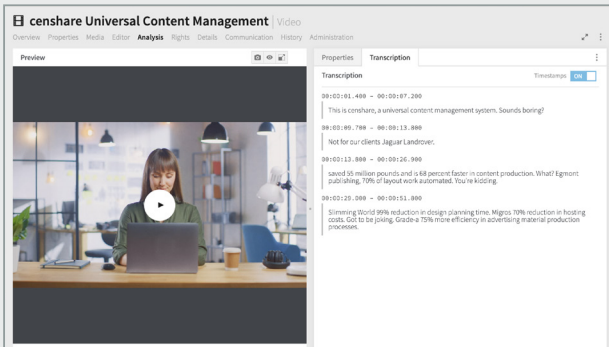 censhare Universal Content Management | Video
Overview Properties Media Editor Analysis Rights Details Communication History Administration
Preview
Properties Transcription
Transcription
Timestamps ON
00:00:01.400 – 00:00:07.200
This is censhare, a universal content management system. Sounds boring?
00:00:09.700 – 00:00:13.800
Not for our clients Jaguar Landrover.
00:00:13.800 – 00:00:26.900
saved 55 million pounds and is 68 percent faster in content production. What? Egmont
publishing, 70% of layout work automated. You're kidding.
00:00:28.000 – 00:00:51.800
Slimming World 99% reduction in design planning time. Migros 70% reduction in hosting
costs. Got to be joking. Grade-a 75% more efficiency in advertising material production
processes.